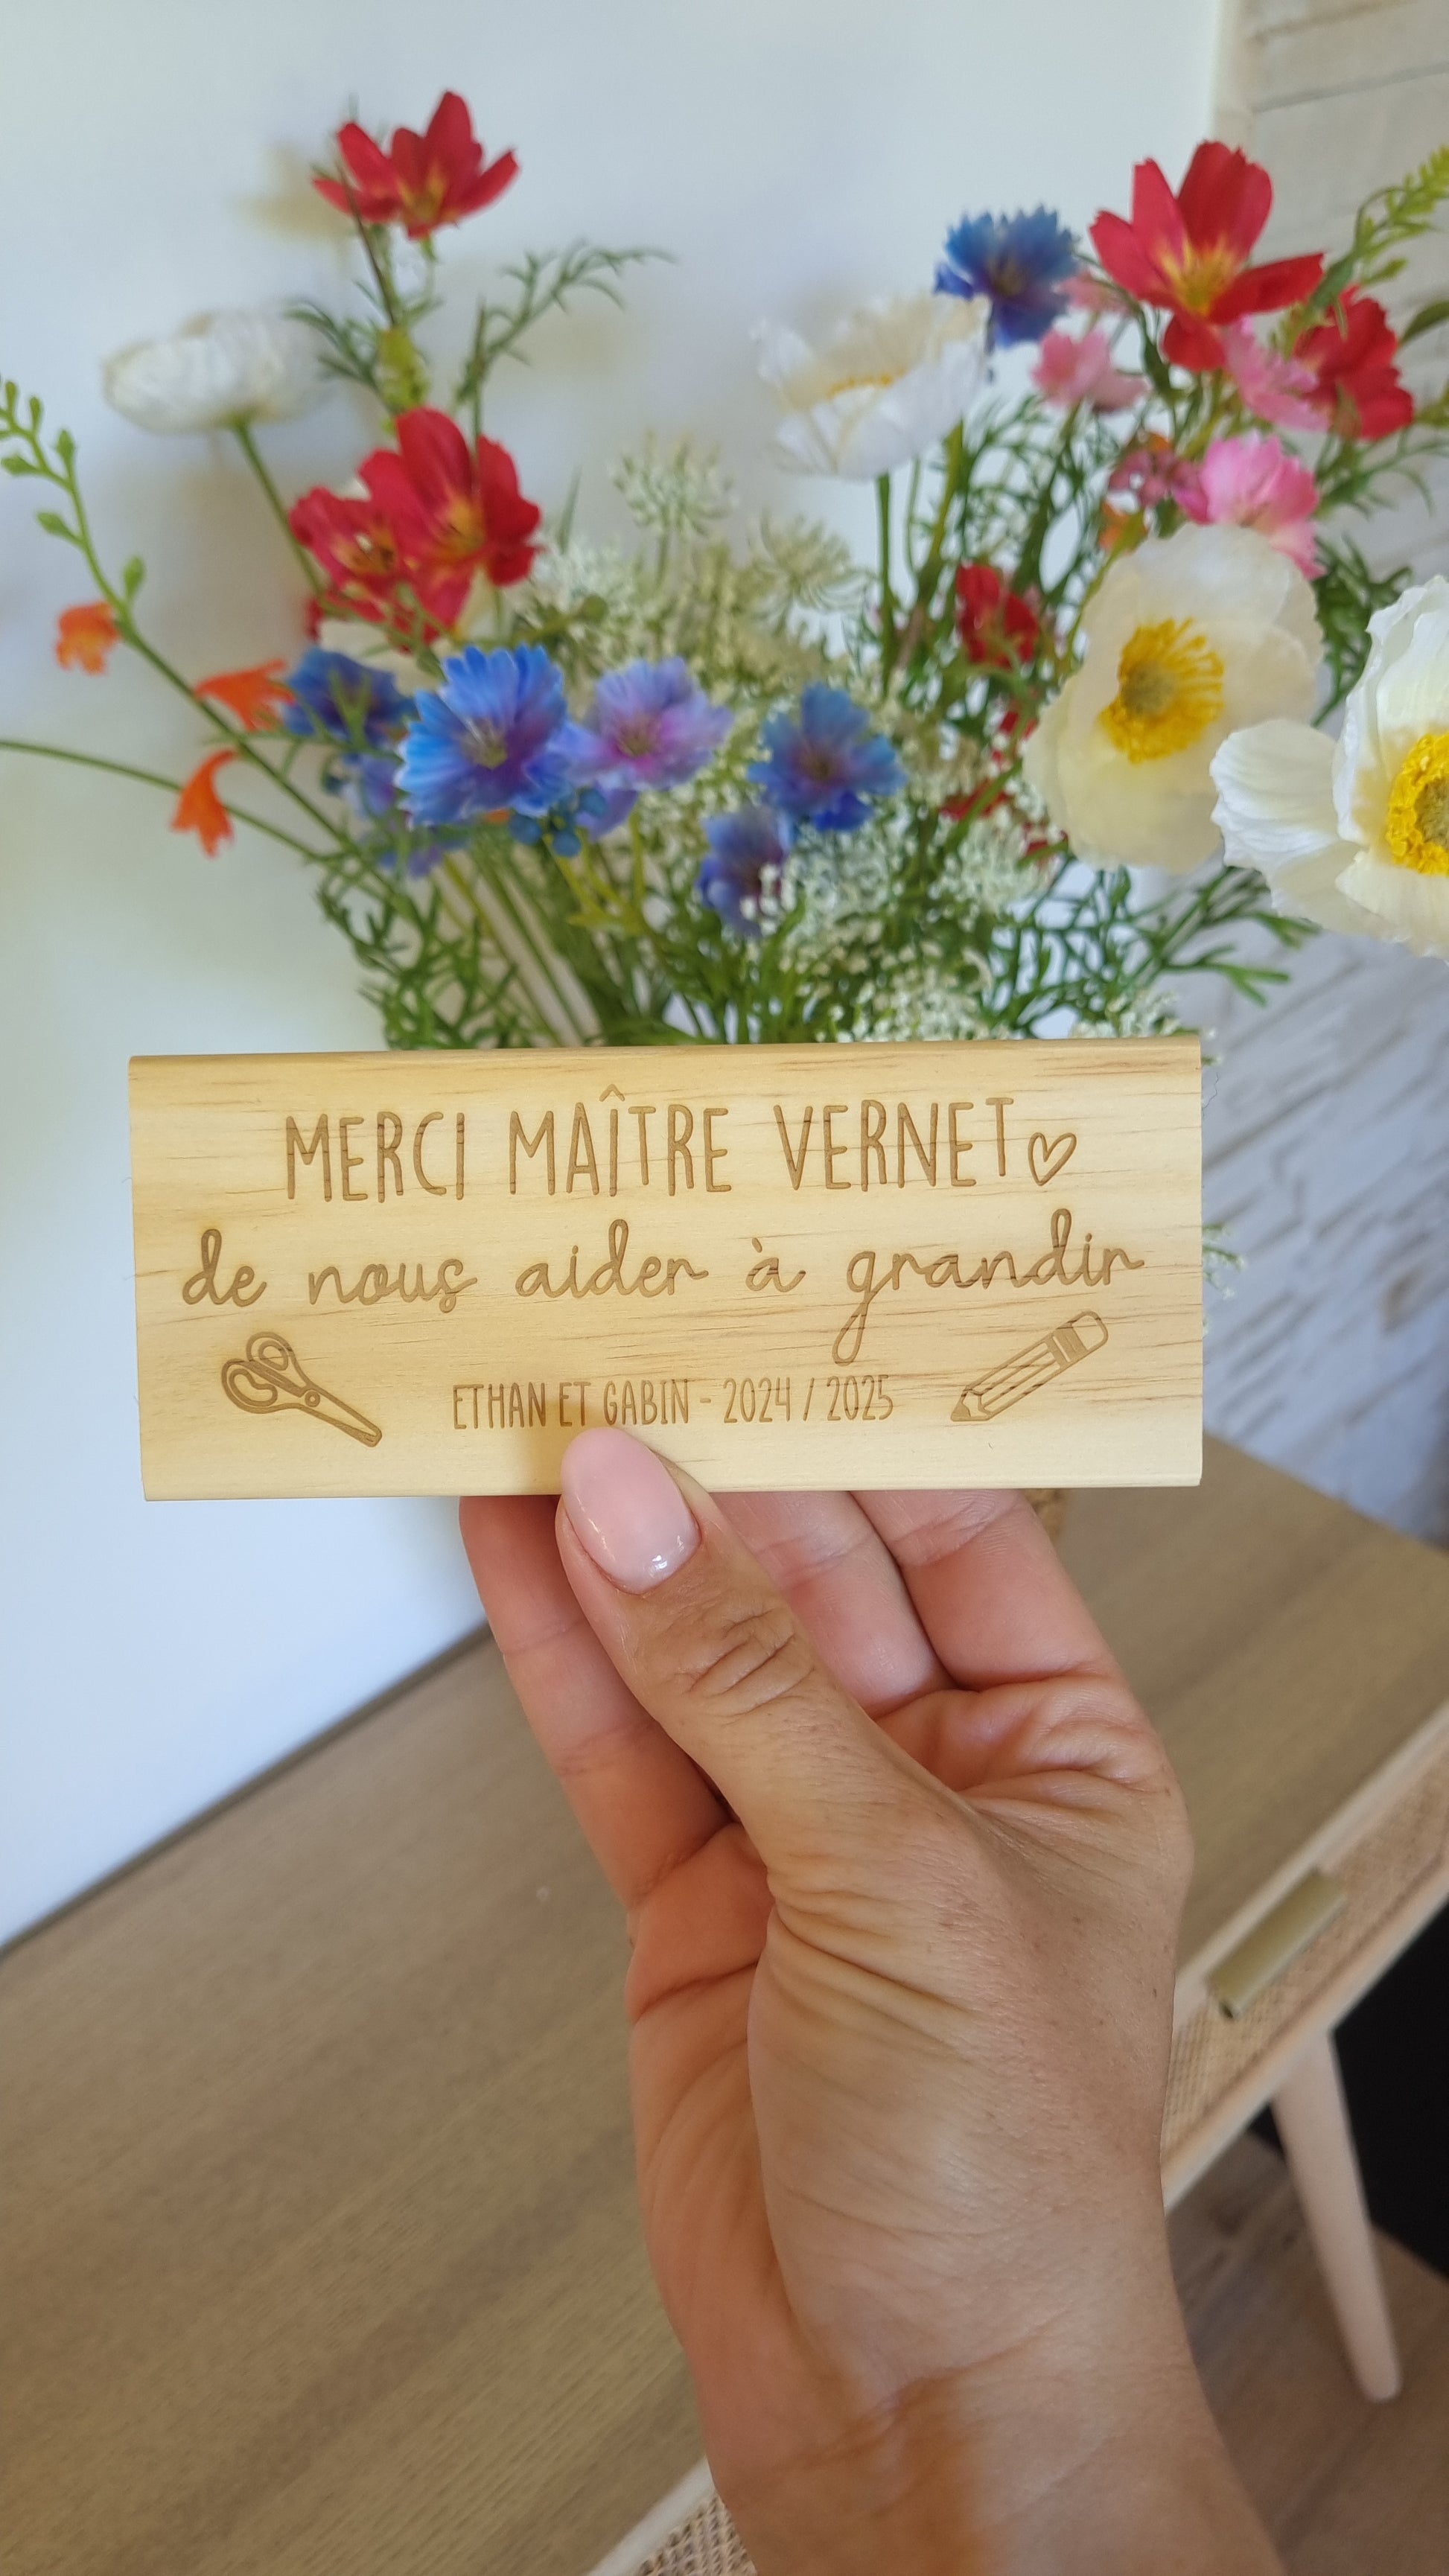 MERCI MAÎTRE VERNET
de nous aider à grandir
ETHAN ET GABIN - 2024 / 2025